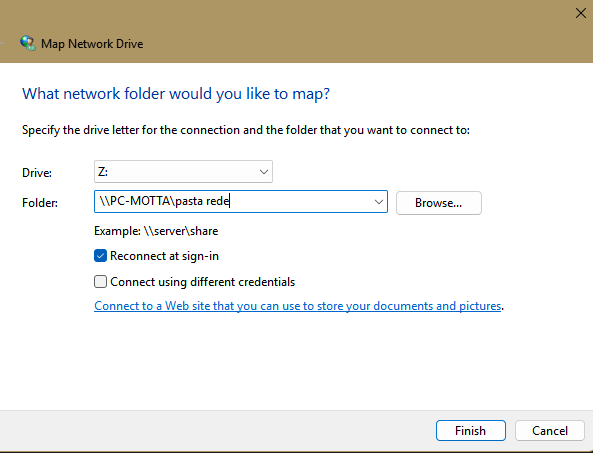 Map Network Drive
What network folder would you like to map?
Specify the drive letter for the connection and the folder that you want to connect to:
Drive: Z:
Folder: \\PC-MOTTA\pasta rede Browse...
Example: \\server\share
Reconnect at sign-in
Connect using different credentials
Connect to a Web site that you can use to store your documents and pictures.
Finish Cancel